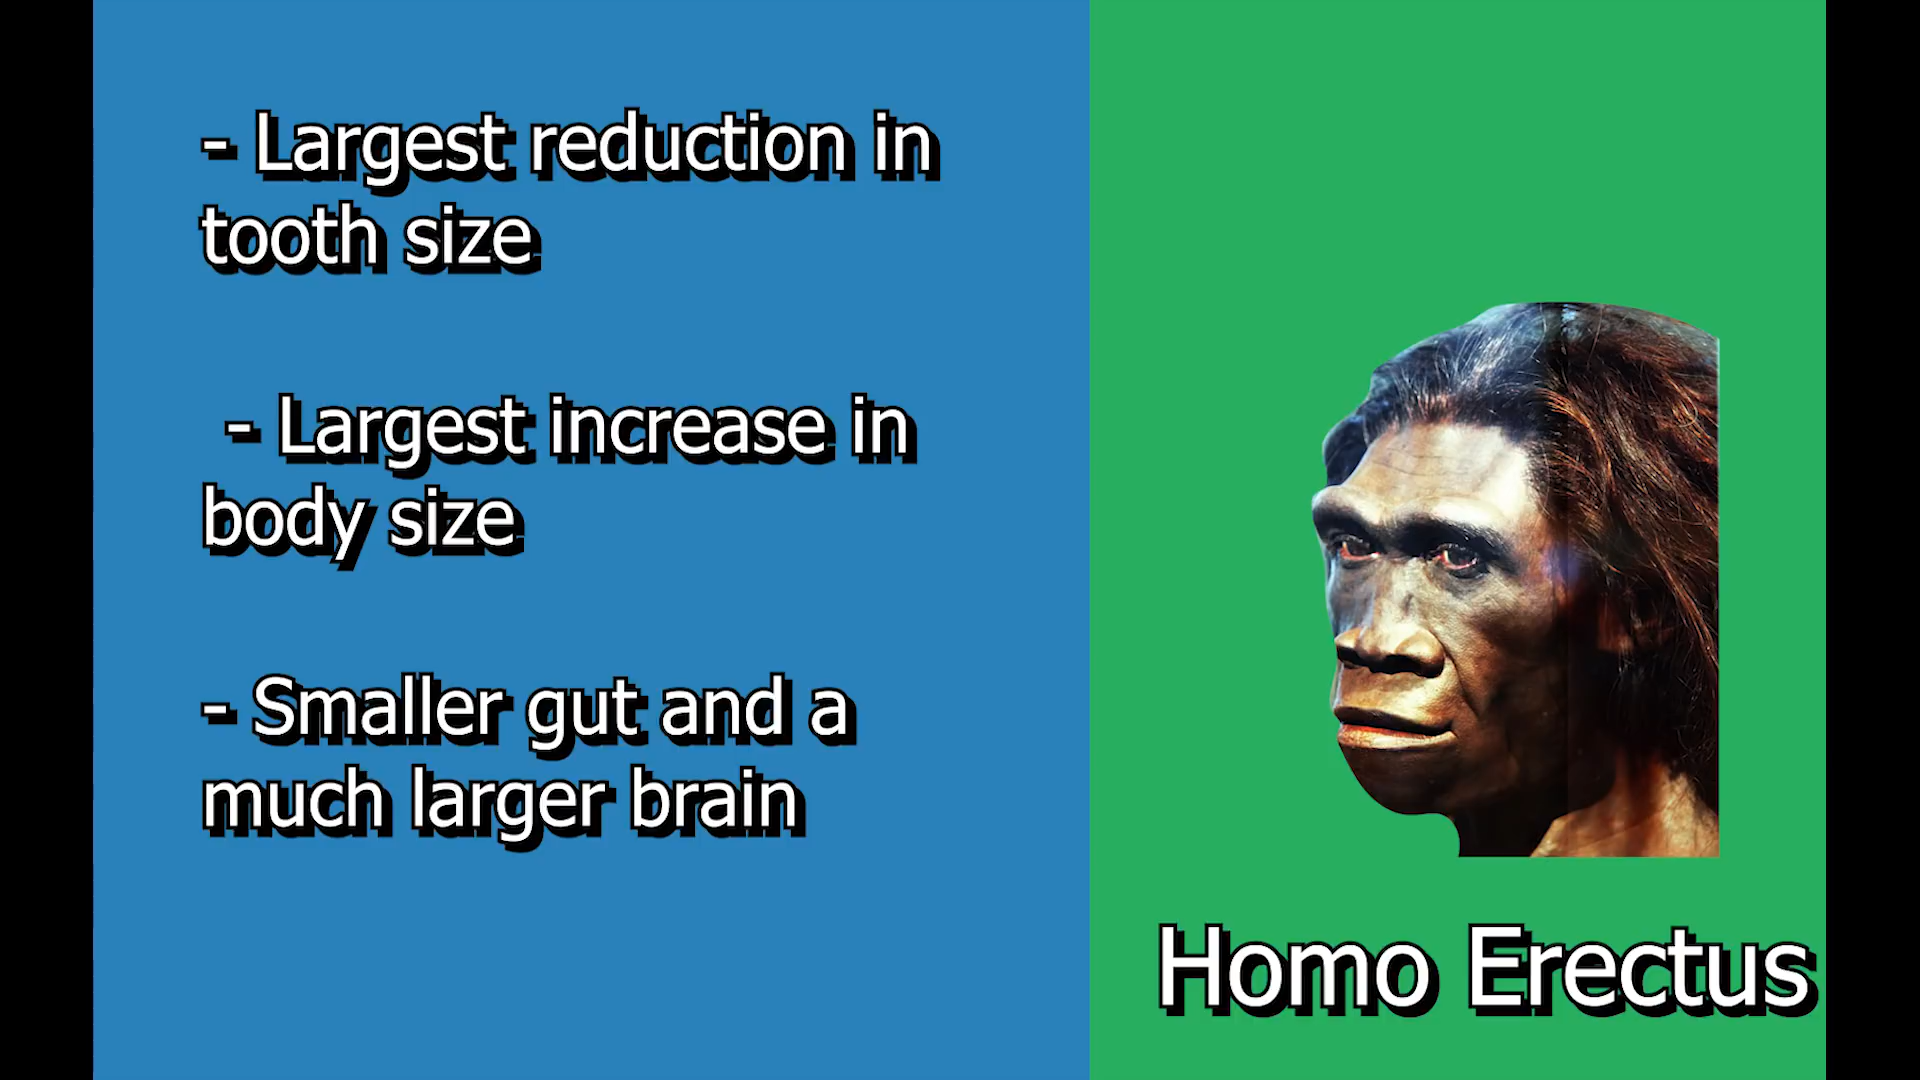 - Largest reduction in
tooth size
- Largest increase in
body size
- Smaller gut and a
much larger brain
Homo Erectus